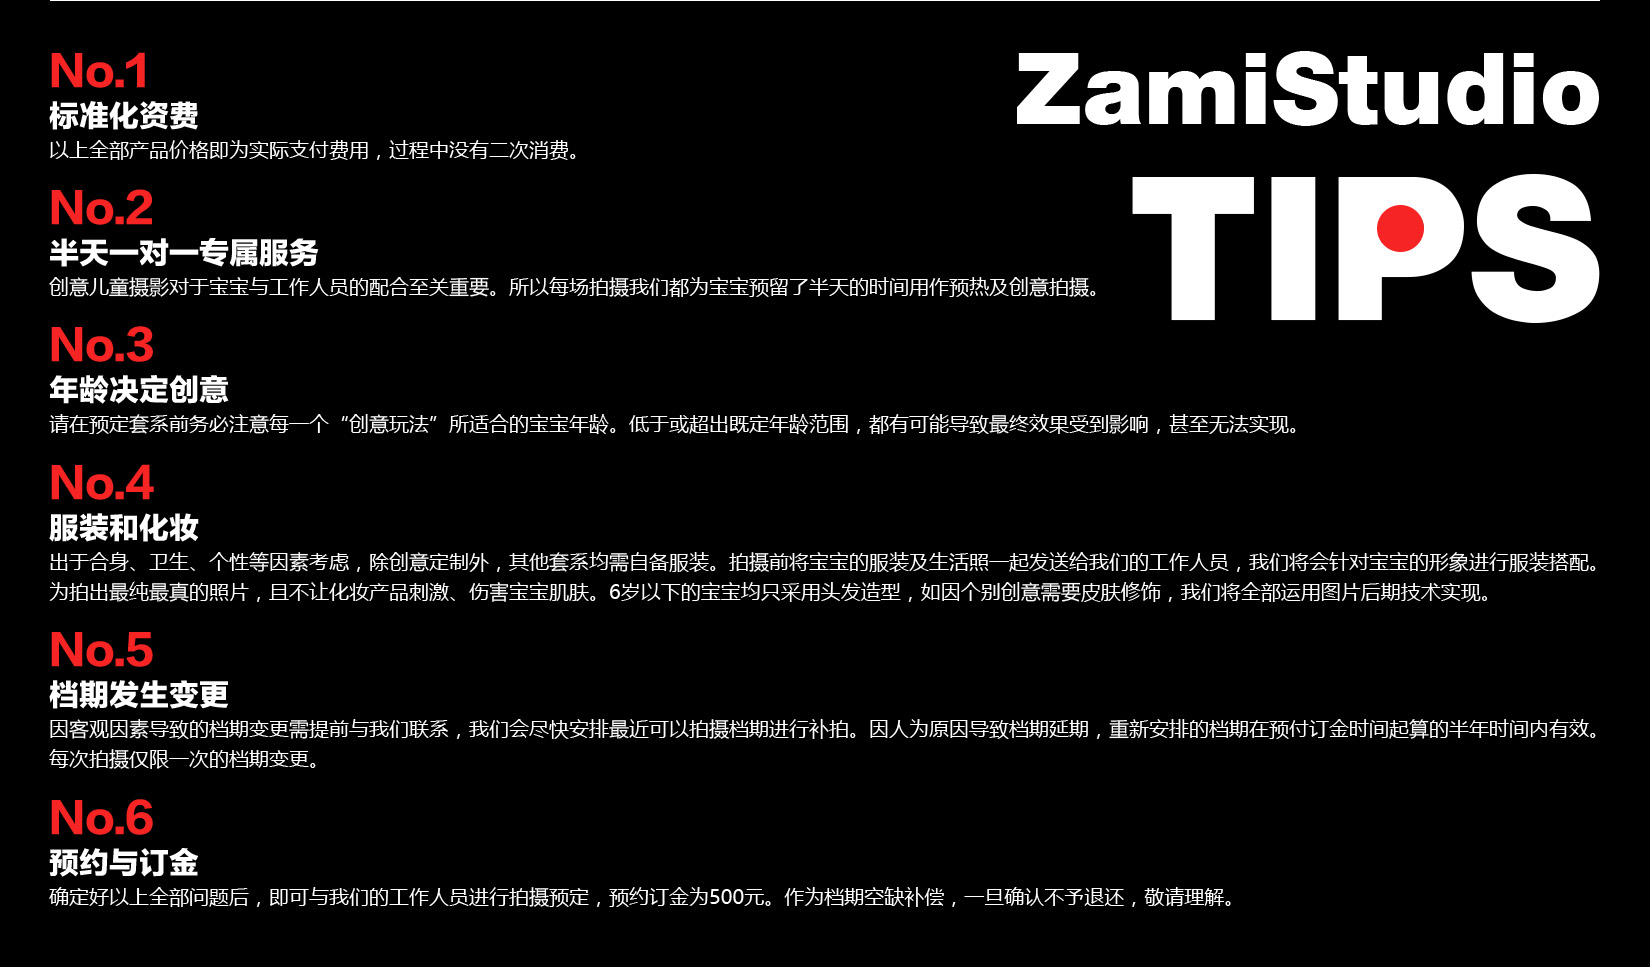 ZamiStudio
TIPS
No.1
标准化资费
以上全部产品价格即为实际支付费用，过程中没有二次消费。
No.2
半天一对一专属服务
创意儿童摄影对于宝宝与工作人员的配合至关重要。所以每场拍摄我们都为宝宝预留了半天的时间用作预热及创意拍摄。
No.3
年龄决定创意
请在预定套系前务必注意每一个“创意玩法”所适合的宝宝年龄。低于或超出既定年龄范围，都有可能导致最终效果受到影响，甚至无法实现。
No.4
服装和化妆
出于合身、卫生、个性等因素考虑，除创意定制外，其他套系均需自备服装。拍摄前将宝宝的服装及生活照一起发送给我们的工作人员，我们将会针对宝宝的形象进行服装搭配。
为拍出最纯最真的照片，且不让化妆产品刺激、伤害宝宝肌肤。6岁以下的宝宝均只采用头发造型，如因个别创意需要皮肤修饰，我们将全部运用图片后期技术实现。
No.5
档期发生变更
因客观因素导致的档期变更需提前与我们联系，我们会尽快安排最近可以拍摄档期进行补拍。因人为原因导致档期延期，重新安排的档期在预付订金时间起算的半年时间内有效。
每次拍摄仅限一次的档期变更。
No.6
预约与订金
确定好以上全部问题后，即可与我们的工作人员进行拍摄预定，预约订金为500元。作为档期空缺补偿，一旦确认不予退还，敬请理解。